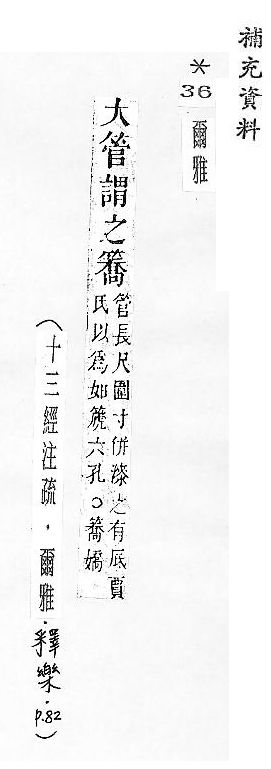 補充資料
*
36
爾雅
大管謂之簥管長尺圍寸併漆之有底賈
氏以為如篪六孔。簥嬌
(十三經注疏·爾雅·釋樂·p.82)